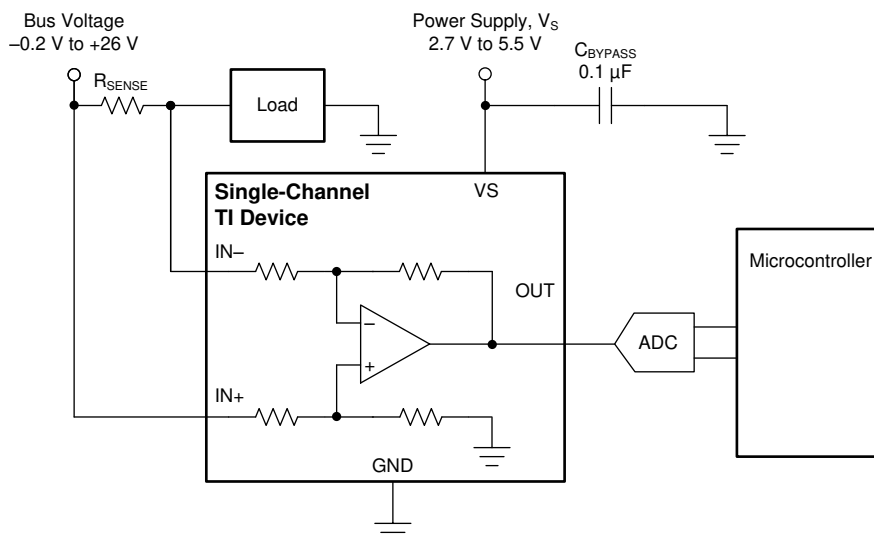 Bus Voltage
–0.2 V to +26 V
Power Supply, VS
2.7 V to 5.5 V
CBYPASS
0.1 µF
RSENSE
Load
Single-Channel
TI Device
VS
IN–
OUT
–
+
IN+
GND
ADC
Microcontroller